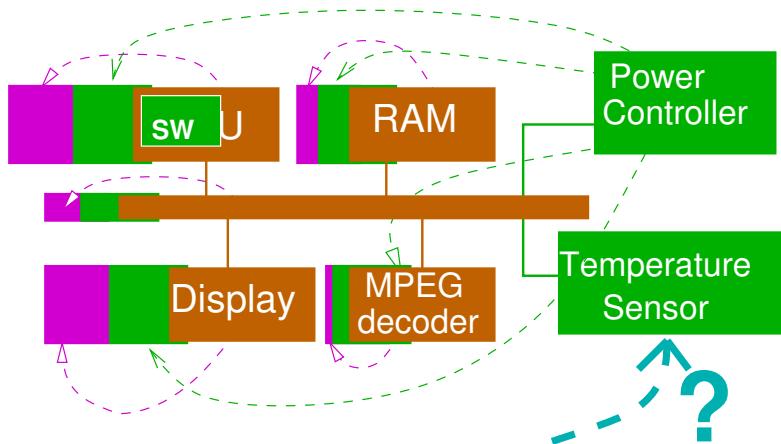 Power
Controller
sw
U
RAM
Temperature
Sensor
Display
MPEG
decoder
?